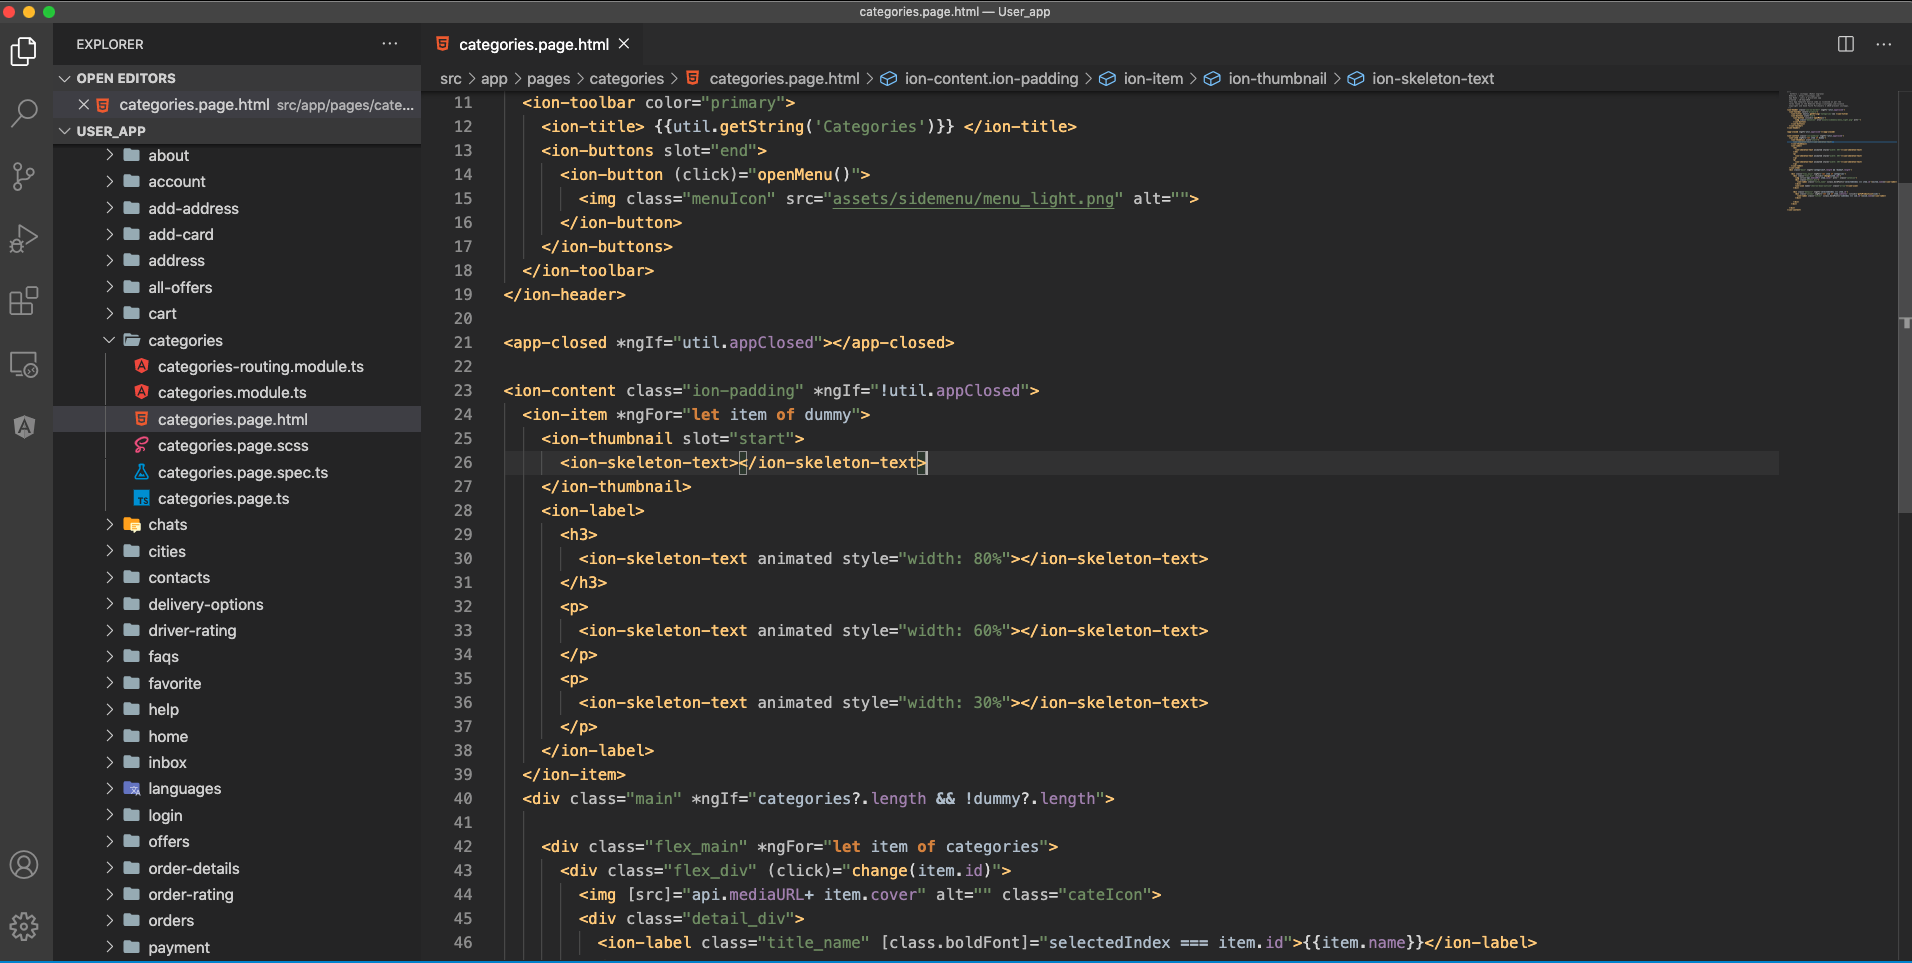 categories.page.html — User_app
EXPLORER
OPEN EDITORS
categories.page.html src/app/pages/cate...
USER_APP
about
account
add-address
add-card
address
all-offers
cart
categories
categories-routing.module.ts
categories.module.ts
categories.page.html
categories.page.scss
categories.page.spec.ts
categories.page.ts
chats
cities
contacts
delivery-options
driver-rating
faqs
favorite
help
home
inbox
languages
login
offers
order-details
order-rating
orders
payment
categories.page.html
src > app > pages > categories > categories.page.html > ion-content.ion-padding > ion-item > ion-thumbnail > ion-skeleton-text
11 <ion-toolbar color="primary">
12 <ion-title> {{util.getString('Categories')}} </ion-title>
13 <ion-buttons slot="end">
14 <ion-button (click)="openMenu()">
15 <img class="menuIcon" src="assets/sidemenu/menu_light.png" alt="">
16 </ion-button>
17 </ion-buttons>
18 </ion-toolbar>
19 </ion-header>
20
21 <app-closed *ngIf="util.appClosed"></app-closed>
22
23 <ion-content class="ion-padding" *ngIf="!util.appClosed">
24 <ion-item *ngFor="let item of dummy">
25 <ion-thumbnail slot="start">
26 <ion-skeleton-text></ion-skeleton-text>
27 </ion-thumbnail>
28 <ion-label>
29 <h3>
30 <ion-skeleton-text animated style="width: 80%"></ion-skeleton-text>
31 </h3>
32 <p>
33 <ion-skeleton-text animated style="width: 60%"></ion-skeleton-text>
34 </p>
35 <p>
36 <ion-skeleton-text animated style="width: 30%"></ion-skeleton-text>
37 </p>
38 </ion-label>
39 </ion-item>
40 <div class="main" *ngIf="categories?.length && !dummy?.length">
41
42 <div class="flex_main" *ngFor="let item of categories">
43 <div class="flex_div" (click)="change(item.id)">
44 <img [src]="api.mediaURL+ item.cover" alt="" class="cateIcon">
45 <div class="detail_div">
46 <ion-label class="title_name" [class.boldFont]="selectedIndex === item.id">{{item.name}}</ion-label>